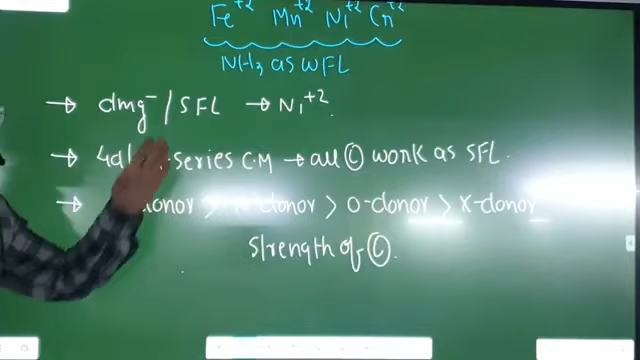 Fe⁺² Mn⁺² Ni⁺² Cn⁺²
NH₃ as WFL
→ dmg⁻ / SFL → Ni⁺².
→ 4d/ -series C.M → all Ⓛ work as SFL.
→ donor > -donor > O-donor > X-donor
Strength of Ⓛ.